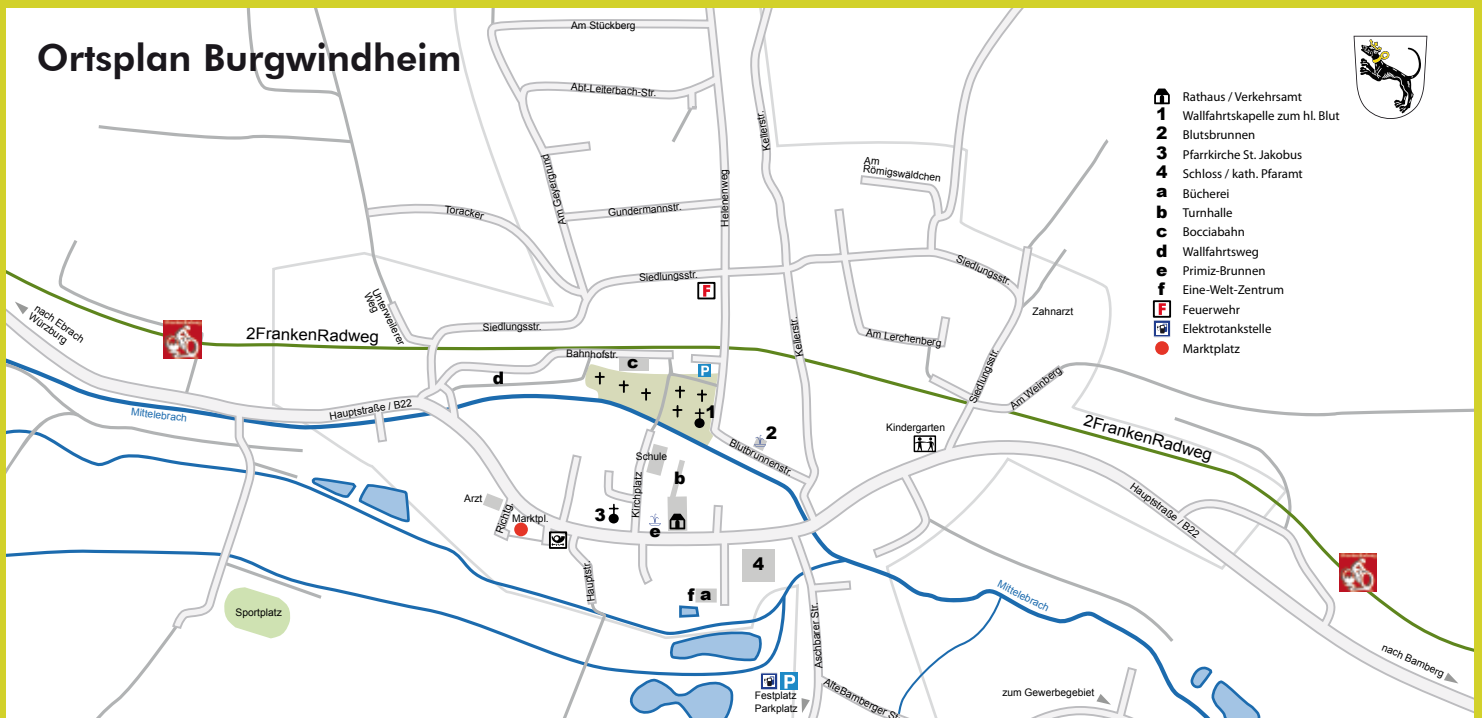 Ortsplan Burgwindheim
Am Stückberg
Abt-Leiterbach-Str.
Kellerstr.
Am Geyergrund
Toracker
Gundermannstr.
Helenenweg
Am
Römigswäldchen
Rathaus / Verkehrsamt
1 Wallfahrtskapelle zum hl. Blut
2 Blutsbrunnen
3 Pfarrkirche St. Jakobus
4 Schloss / kath. Pfaramt
a Bücherei
b Turnhalle
c Bocciabahn
d Wallfahrtsweg
e Primiz-Brunnen
f Eine-Welt-Zentrum
F Feuerwehr
Elektrotankstelle
Marktplatz
Siedlungsstr.
Siedlungsstr.
F
Unterweilerer
Weg
nach Ebrach
Würzburg
2FrankenRadweg
Siedlungsstr.
Bahnhofstr.
c
P
d
Kellerstr.
Am Lerchenberg
Zahnarzt
Siedlungsstr.
Am Weinberg
2FrankenRadweg
Mittelebrach
Hauptstraße / B22
1
2
Blutbrunnenstr.
Kindergarten
Schule
b
Kirchplatz
Arzt
Richtg.
Marktpl.
3
e
4
Hauptstr.
f a
Hauptstraße / B22
Sportplatz
Mittelebrach
Aschbarer Str.
P
Festplatz
Parkplatz
Alte Bamberger St
zum Gewerbegebiet
nach Bamberg